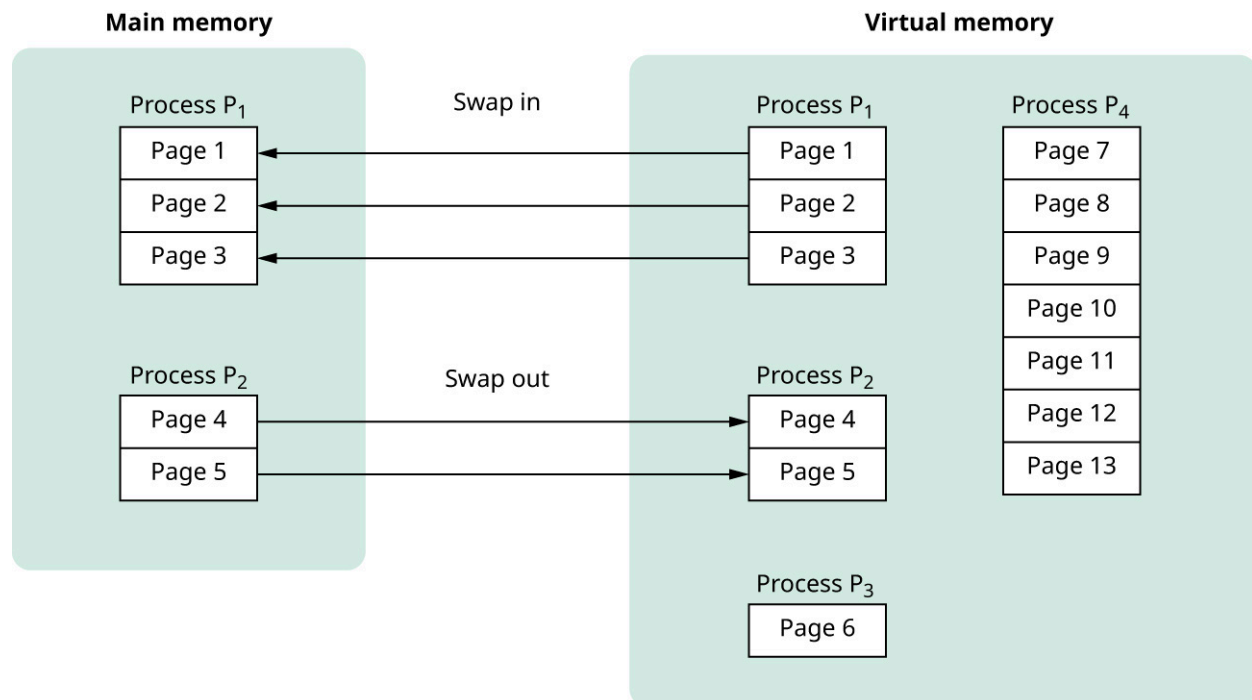 Main memory
Process P₁
Page 1
Page 2
Page 3
Process P₂
Page 4
Page 5
Swap in
Swap out
Virtual memory
Process P₁
Page 1
Page 2
Page 3
Process P₂
Page 4
Page 5
Process P₃
Page 6
Process P₄
Page 7
Page 8
Page 9
Page 10
Page 11
Page 12
Page 13